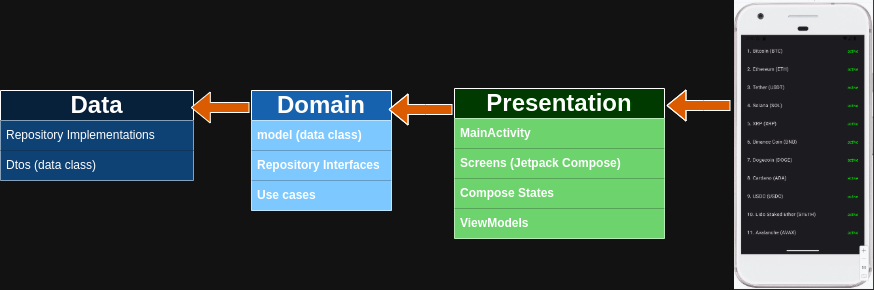 Data
Repository Implementations
Dtos (data class)
Domain
model (data class)
Repository Interfaces
Use cases
Presentation
MainActivity
Screens (Jetpack Compose)
Compose States
ViewModels
1. Bitcoin (BTC) active
2. Ethereum (ETH) active
3. Tether (USDT) active
4. Solana (SOL) active
5. XRP (XRP) active
6. Binance Coin (BNB) active
7. Dogecoin (DOGE) active
8. Cardano (ADA) active
9. USDC (USDC) active
10. Lido Staked Ether (STETH) active
11. Avalanche (AVAX) active